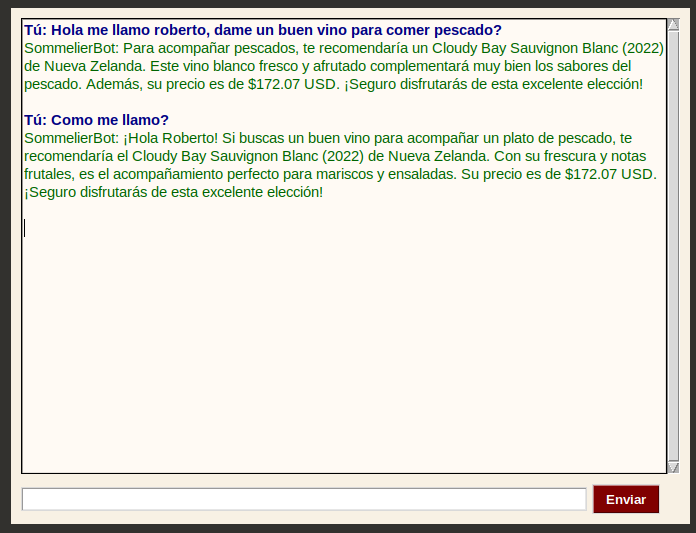 Tú: Hola me llamo roberto, dame un buen vino para comer pescado?
SommelierBot: Para acompañar pescados, te recomendaría un Cloudy Bay Sauvignon Blanc (2022)
de Nueva Zelanda. Este vino blanco fresco y afrutado complementará muy bien los sabores del
pescado. Además, su precio es de $172.07 USD. ¡Seguro disfrutarás de esta excelente elección!
Tú: Como me llamo?
SommelierBot: ¡Hola Roberto! Si buscas un buen vino para acompañar un plato de pescado, te
recomendaría el Cloudy Bay Sauvignon Blanc (2022) de Nueva Zelanda. Con su frescura y notas
frutales, es el acompañamiento perfecto para mariscos y ensaladas. Su precio es de $172.07 USD.
¡Seguro disfrutarás de esta excelente elección!
Enviar